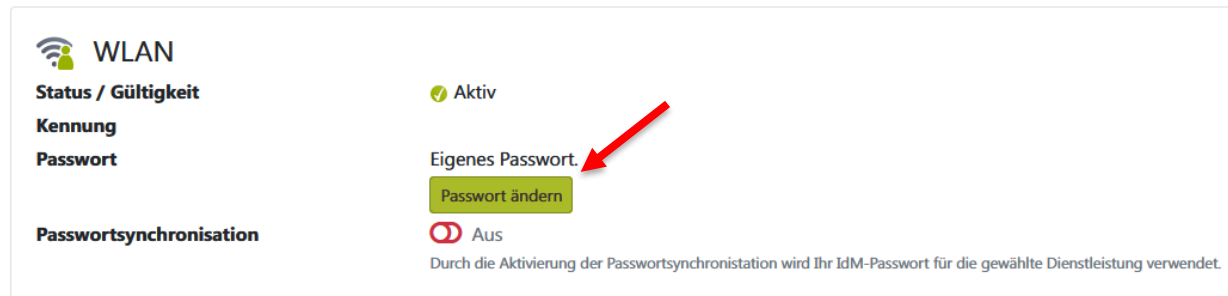 WLAN
Status / Gültigkeit Aktiv
Kennung
Passwort Eigenes Passwort.
Passwort ändern
Passwortsynchronisation Aus
Durch die Aktivierung der Passwortsynchronistation wird Ihr IdM-Passwort für die gewählte Dienstleistung verwendet.